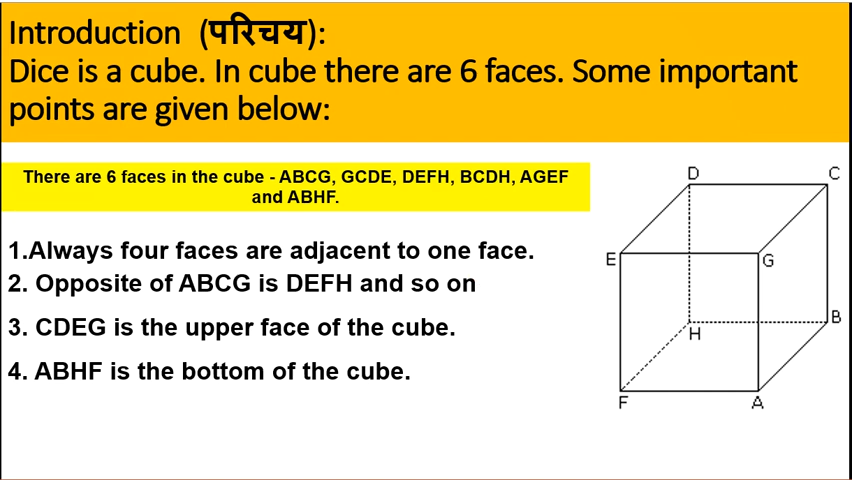 Introduction (परिचय):
Dice is a cube. In cube there are 6 faces. Some important
points are given below:
There are 6 faces in the cube - ABCG, GCDE, DEFH, BCDH, AGEF
and ABHF.
1.Always four faces are adjacent to one face.
2. Opposite of ABCG is DEFH and so on
3. CDEG is the upper face of the cube.
4. ABHF is the bottom of the cube.
D
C
E
G
H
B
F
A